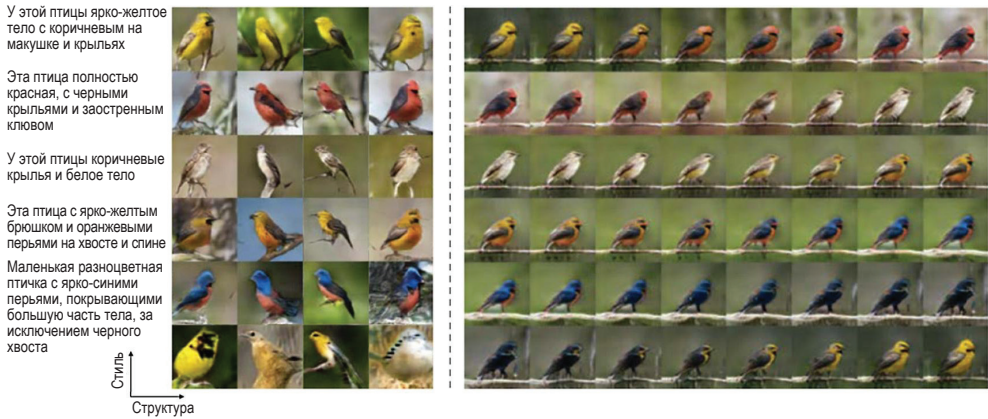 У этой птицы ярко-желтое
тело с коричневым на
макушке и крыльях
Эта птица полностью
красная, с черными
крыльями и заостренным
клювом
У этой птицы коричневые
крылья и белое тело
Эта птица с ярко-желтым
брюшком и оранжевыми
перьями на хвосте и спине
Маленькая разноцветная
птичка с ярко-синими
перьями, покрывающими
большую часть тела, за
исключением черного
хвоста
Стиль
Структура